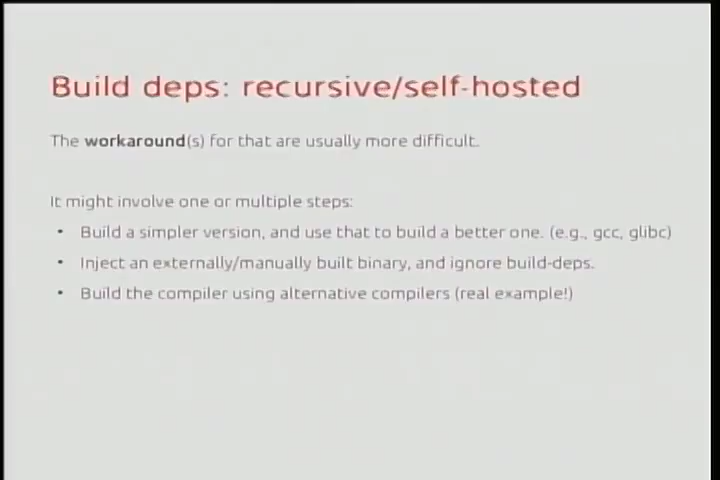 Build deps: recursive/self-hosted
The workaround(s) for that are usually more difficult.
It might involve one or multiple steps:
• Build a simpler version, and use that to build a better one. (e.g., gcc, glibc)
• Inject an externally/manually built binary, and ignore build-deps.
• Build the compiler using alternative compilers (real example!)